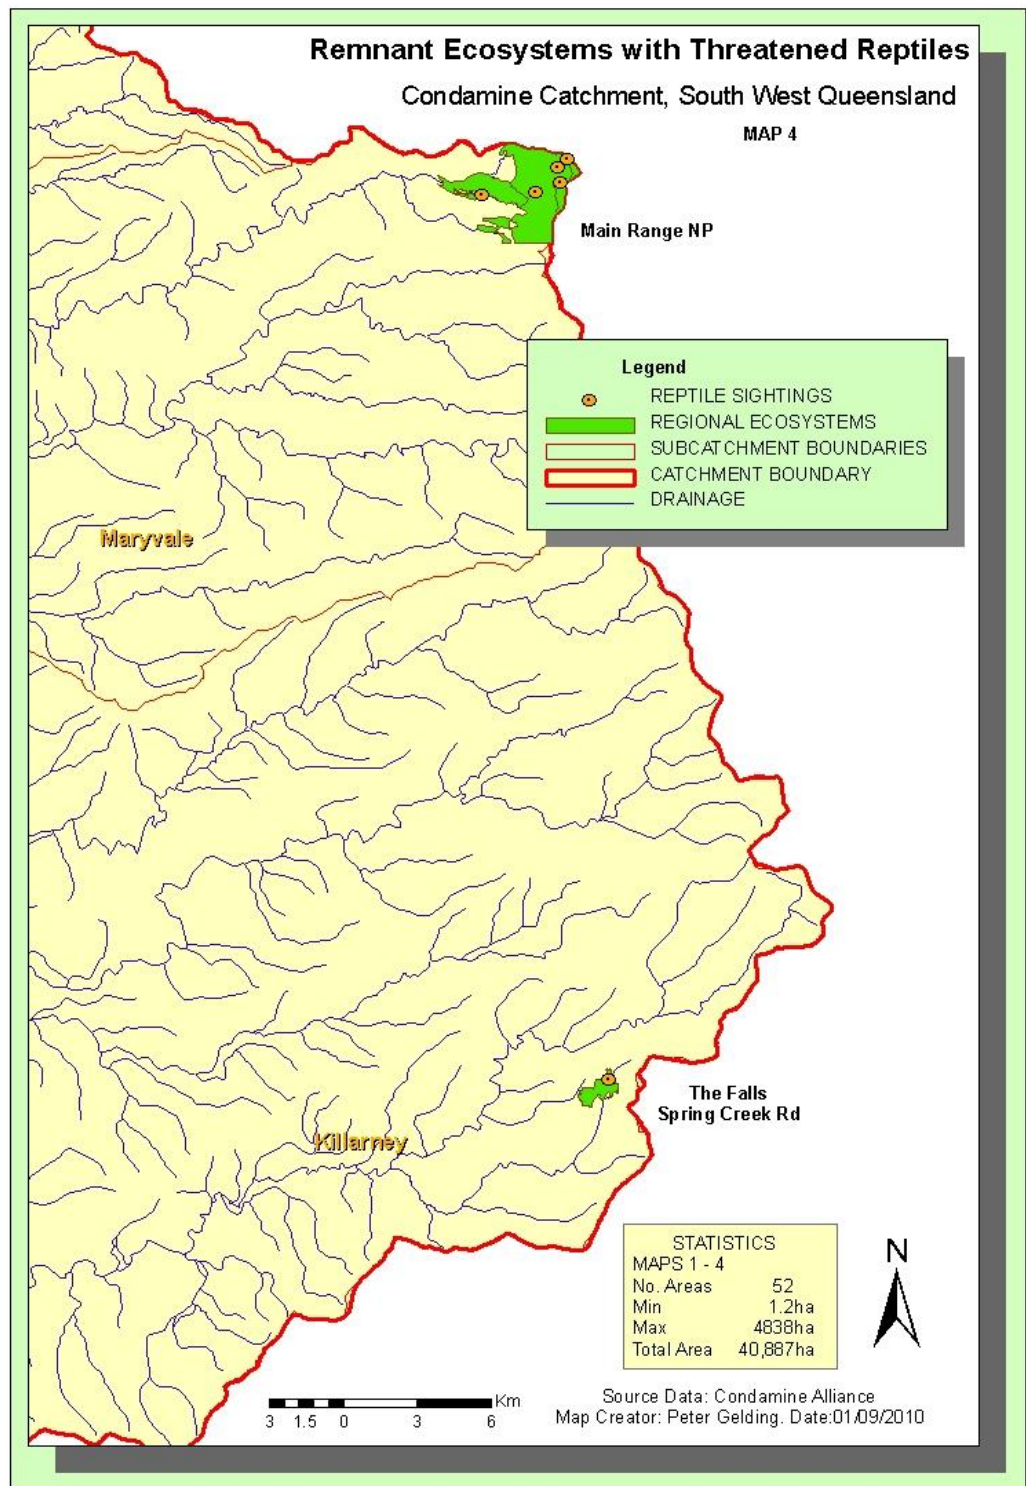 Remnant Ecosystems with Threatened Reptiles
Condamine Catchment, South West Queensland
MAP 4
Main Range NP
Legend
REPTILE SIGHTINGS
REGIONAL ECOSYSTEMS
SUBCATCHMENT BOUNDARIES
CATCHMENT BOUNDARY
DRAINAGE
Maryvale
The Falls
Spring Creek Rd
Killarney
STATISTICS
MAPS 1 - 4
No. Areas 52
Min 1.2ha
Max 4838ha
Total Area 40,887ha
N
Km
3 1.5 0 3 6
Source Data: Condamine Alliance
Map Creator: Peter Gelding. Date:01/09/2010